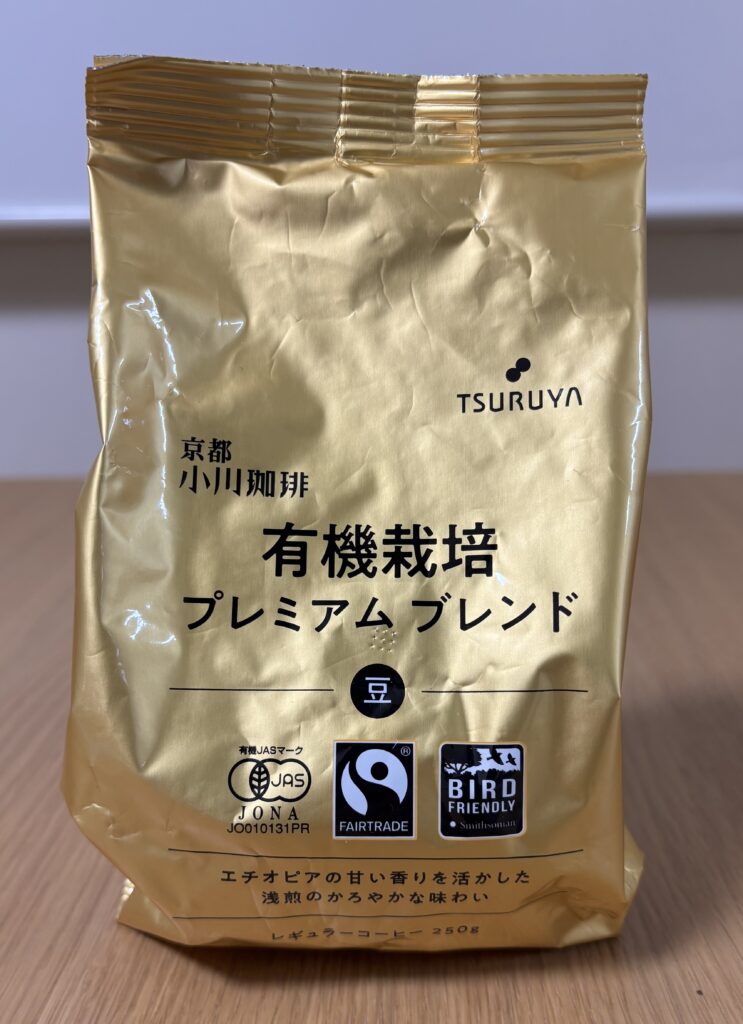 TSURUYA
京都
小川珈琲
有機栽培
プレミアム ブレンド
豆
有機JASマーク
JAS
JONA
JO010131PR
®
FAIRTRADE
BIRD
FRIENDLY
Smithsonian
エチオピアの甘い香りを活かした
浅煎のかろやかな味わい
レギュラーコーヒー 250g